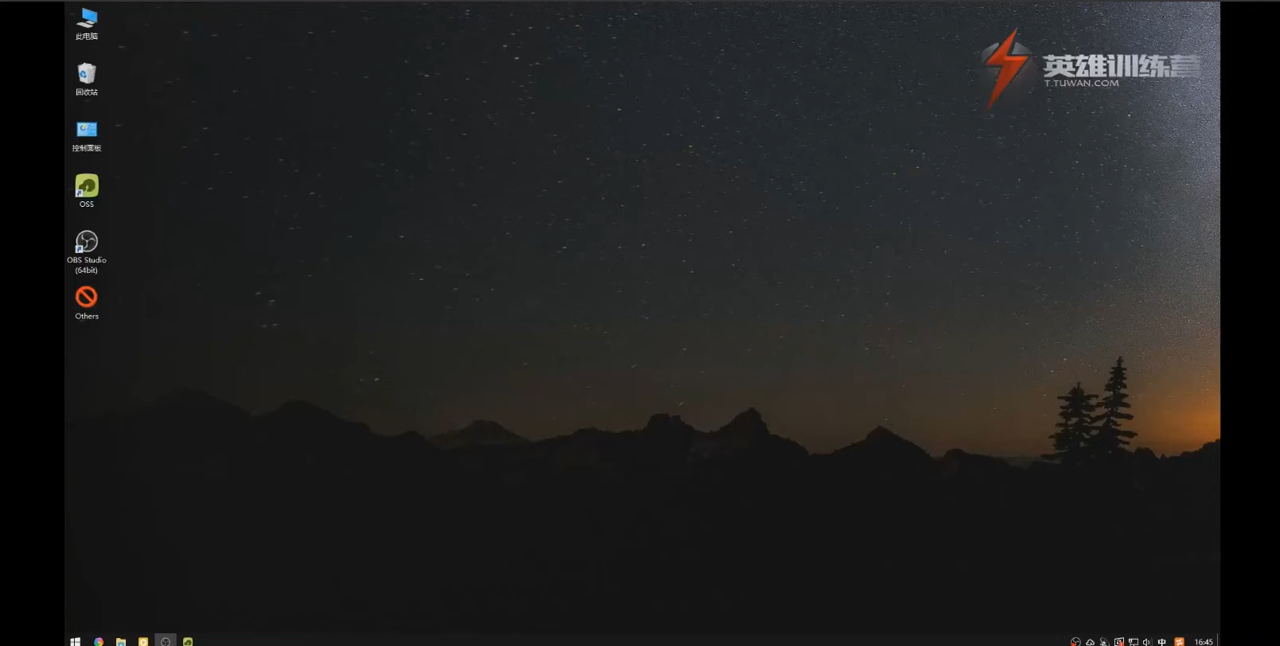 此电脑
英雄训练营
T.TUWAN.COM
回收站
控制面板
OSS
OBS Studio
(64bit)
Others
中
16:45